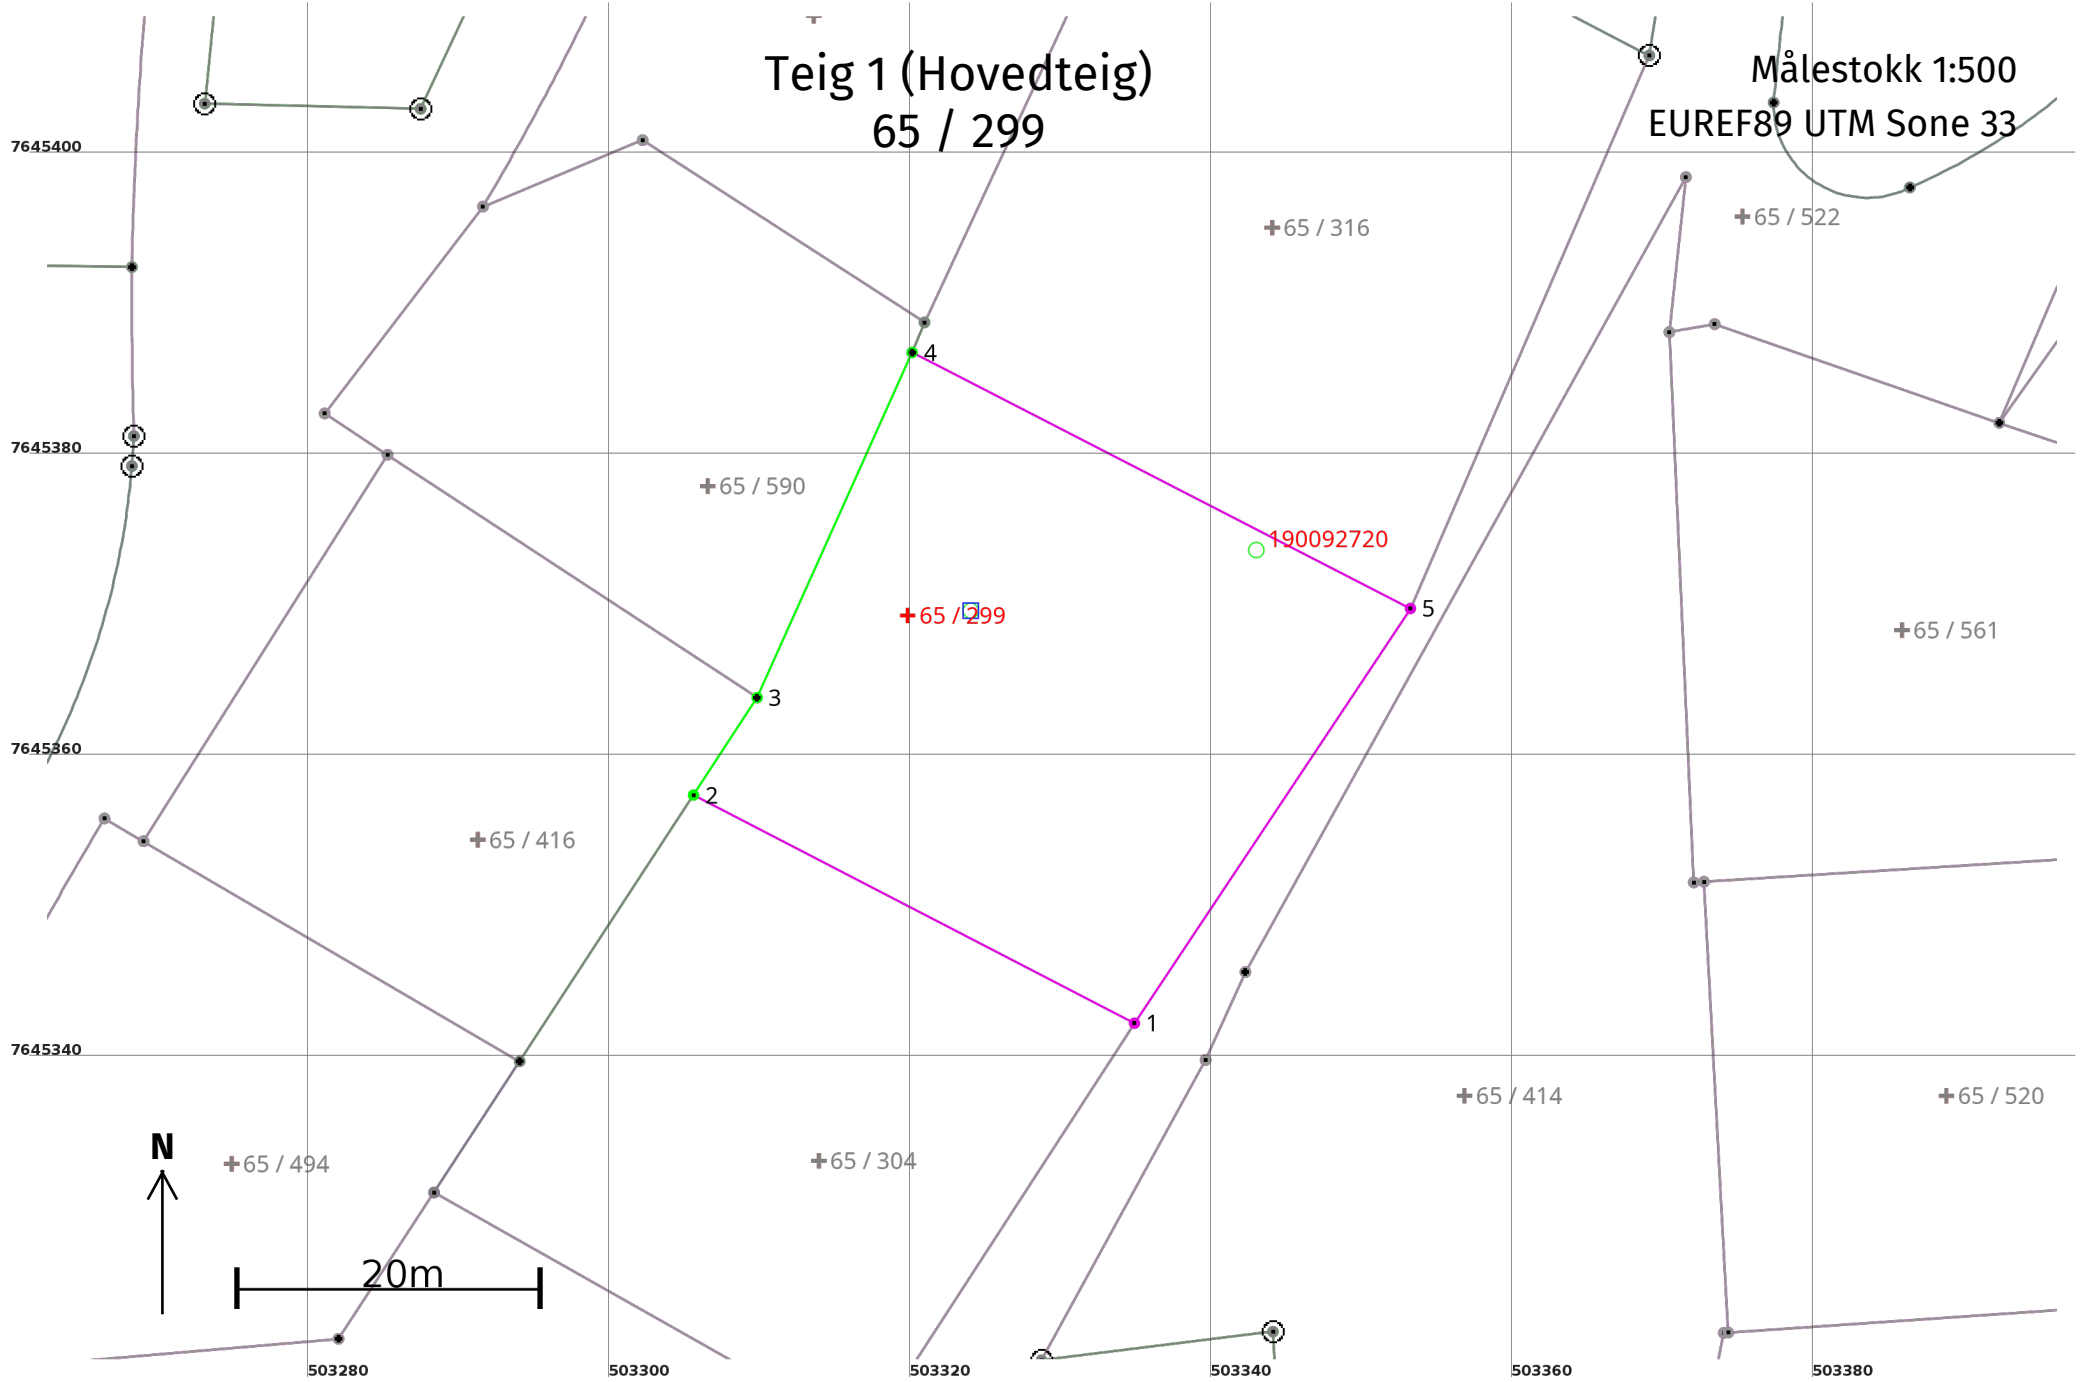 Teig 1 (Hovedteig)
65 / 299
Målestokk 1:500
EUREF89 UTM Sone 33
7645400
65 / 316
65 / 522
4
7645380
65 / 590
190092720
5
65 / 299
65 / 561
3
7645360
2
65 / 416
1
7645340
65 / 414
65 / 520
N
65 / 494
65 / 304
20m
503280
503300
503320
503340
503360
503380